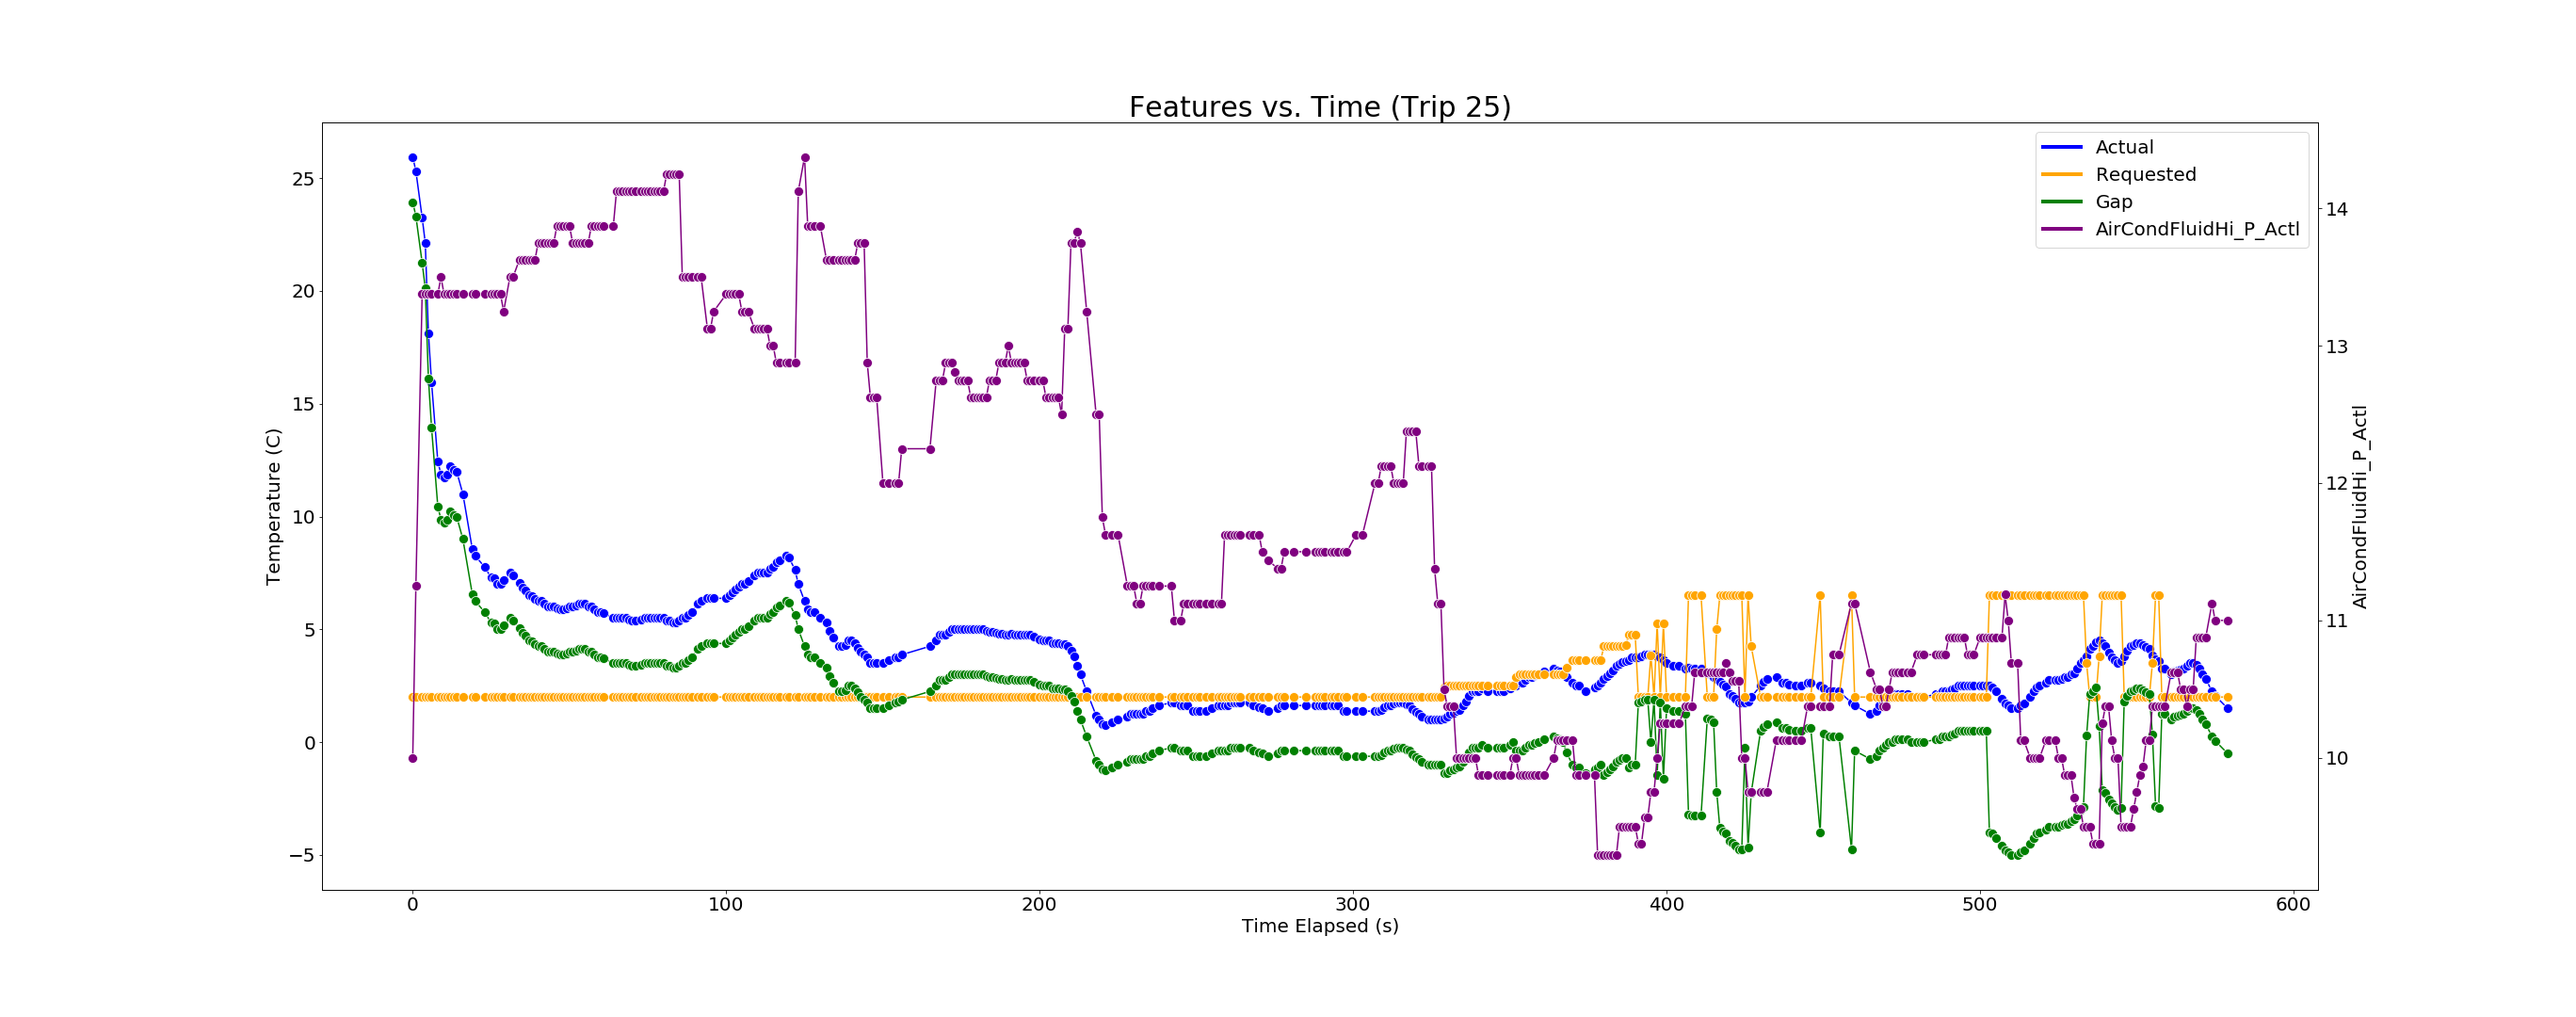 Features vs. Time (Trip 25)
Actual
Requested
Gap
AirCondFluidHi_P_Actl
25
20
15
10
5
0
−5
Temperature (C)
14
13
12
11
10
AirCondFluidHi_P_Actl
0 100 200 300 400 500 600
Time Elapsed (s)